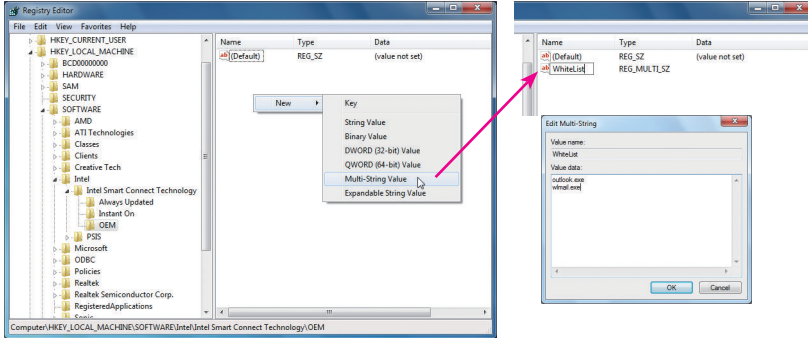 Registry Editor
File Edit View Favorites Help
HKEY_CURRENT_USER
HKEY_LOCAL_MACHINE
BCD00000000
HARDWARE
SAM
SECURITY
SOFTWARE
AMD
ATI Technologies
Classes
Clients
Creative Tech
Intel
Intel Smart Connect Technology
Always Updated
Instant On
OEM
PSIS
Microsoft
ODBC
Policies
Realtek
Realtek Semiconductor Corp.
RegisteredApplications
Sonic
Name Type Data
ab (Default) REG_SZ (value not set)
New
Key
String Value
Binary Value
DWORD (32-bit) Value
QWORD (64-bit) Value
Multi-String Value
Expandable String Value
Computer\HKEY_LOCAL_MACHINE\SOFTWARE\Intel\Intel Smart Connect Technology\OEM
Name Type Data
ab (Default) REG_SZ (value not set)
ab WhiteList REG_MULTI_SZ
Edit Multi-String
Value name:
WhiteList
Value data:
outlook.exe
wlmail.exe
OK Cancel